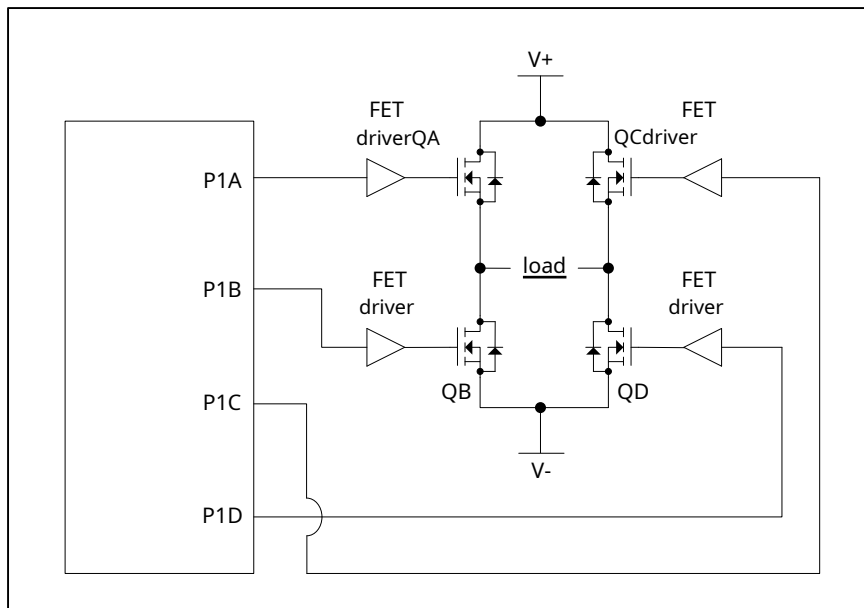 V+
FET
driverQA
FET
QCdriver
P1A
load
P1B
FET
driver
FET
driver
QB
QD
P1C
V-
P1D